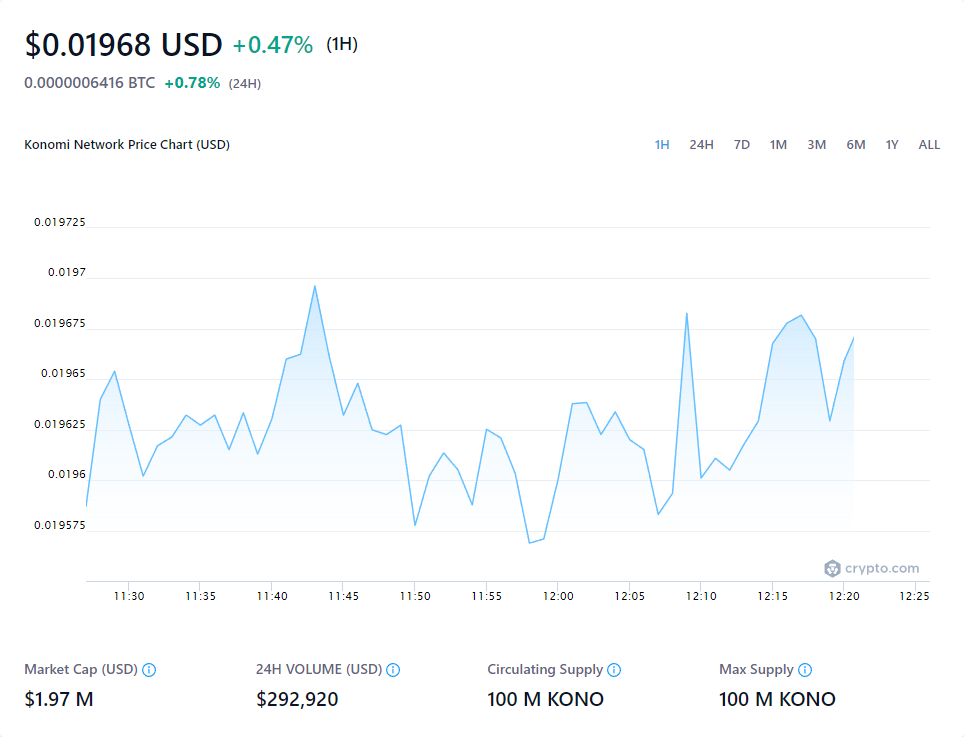 $0.01968 USD +0.47% (1H)
0.0000006416 BTC +0.78% (24H)
Konomi Network Price Chart (USD) 1H 24H 7D 1M 3M 6M 1Y ALL
0.019725
0.0197
0.019675
0.01965
0.019625
0.0196
0.019575
crypto.com
11:30 11:35 11:40 11:45 11:50 11:55 12:00 12:05 12:10 12:15 12:20 12:25
Market Cap (USD) 24H VOLUME (USD) Circulating Supply Max Supply
$1.97 M $292,920 100 M KONO 100 M KONO